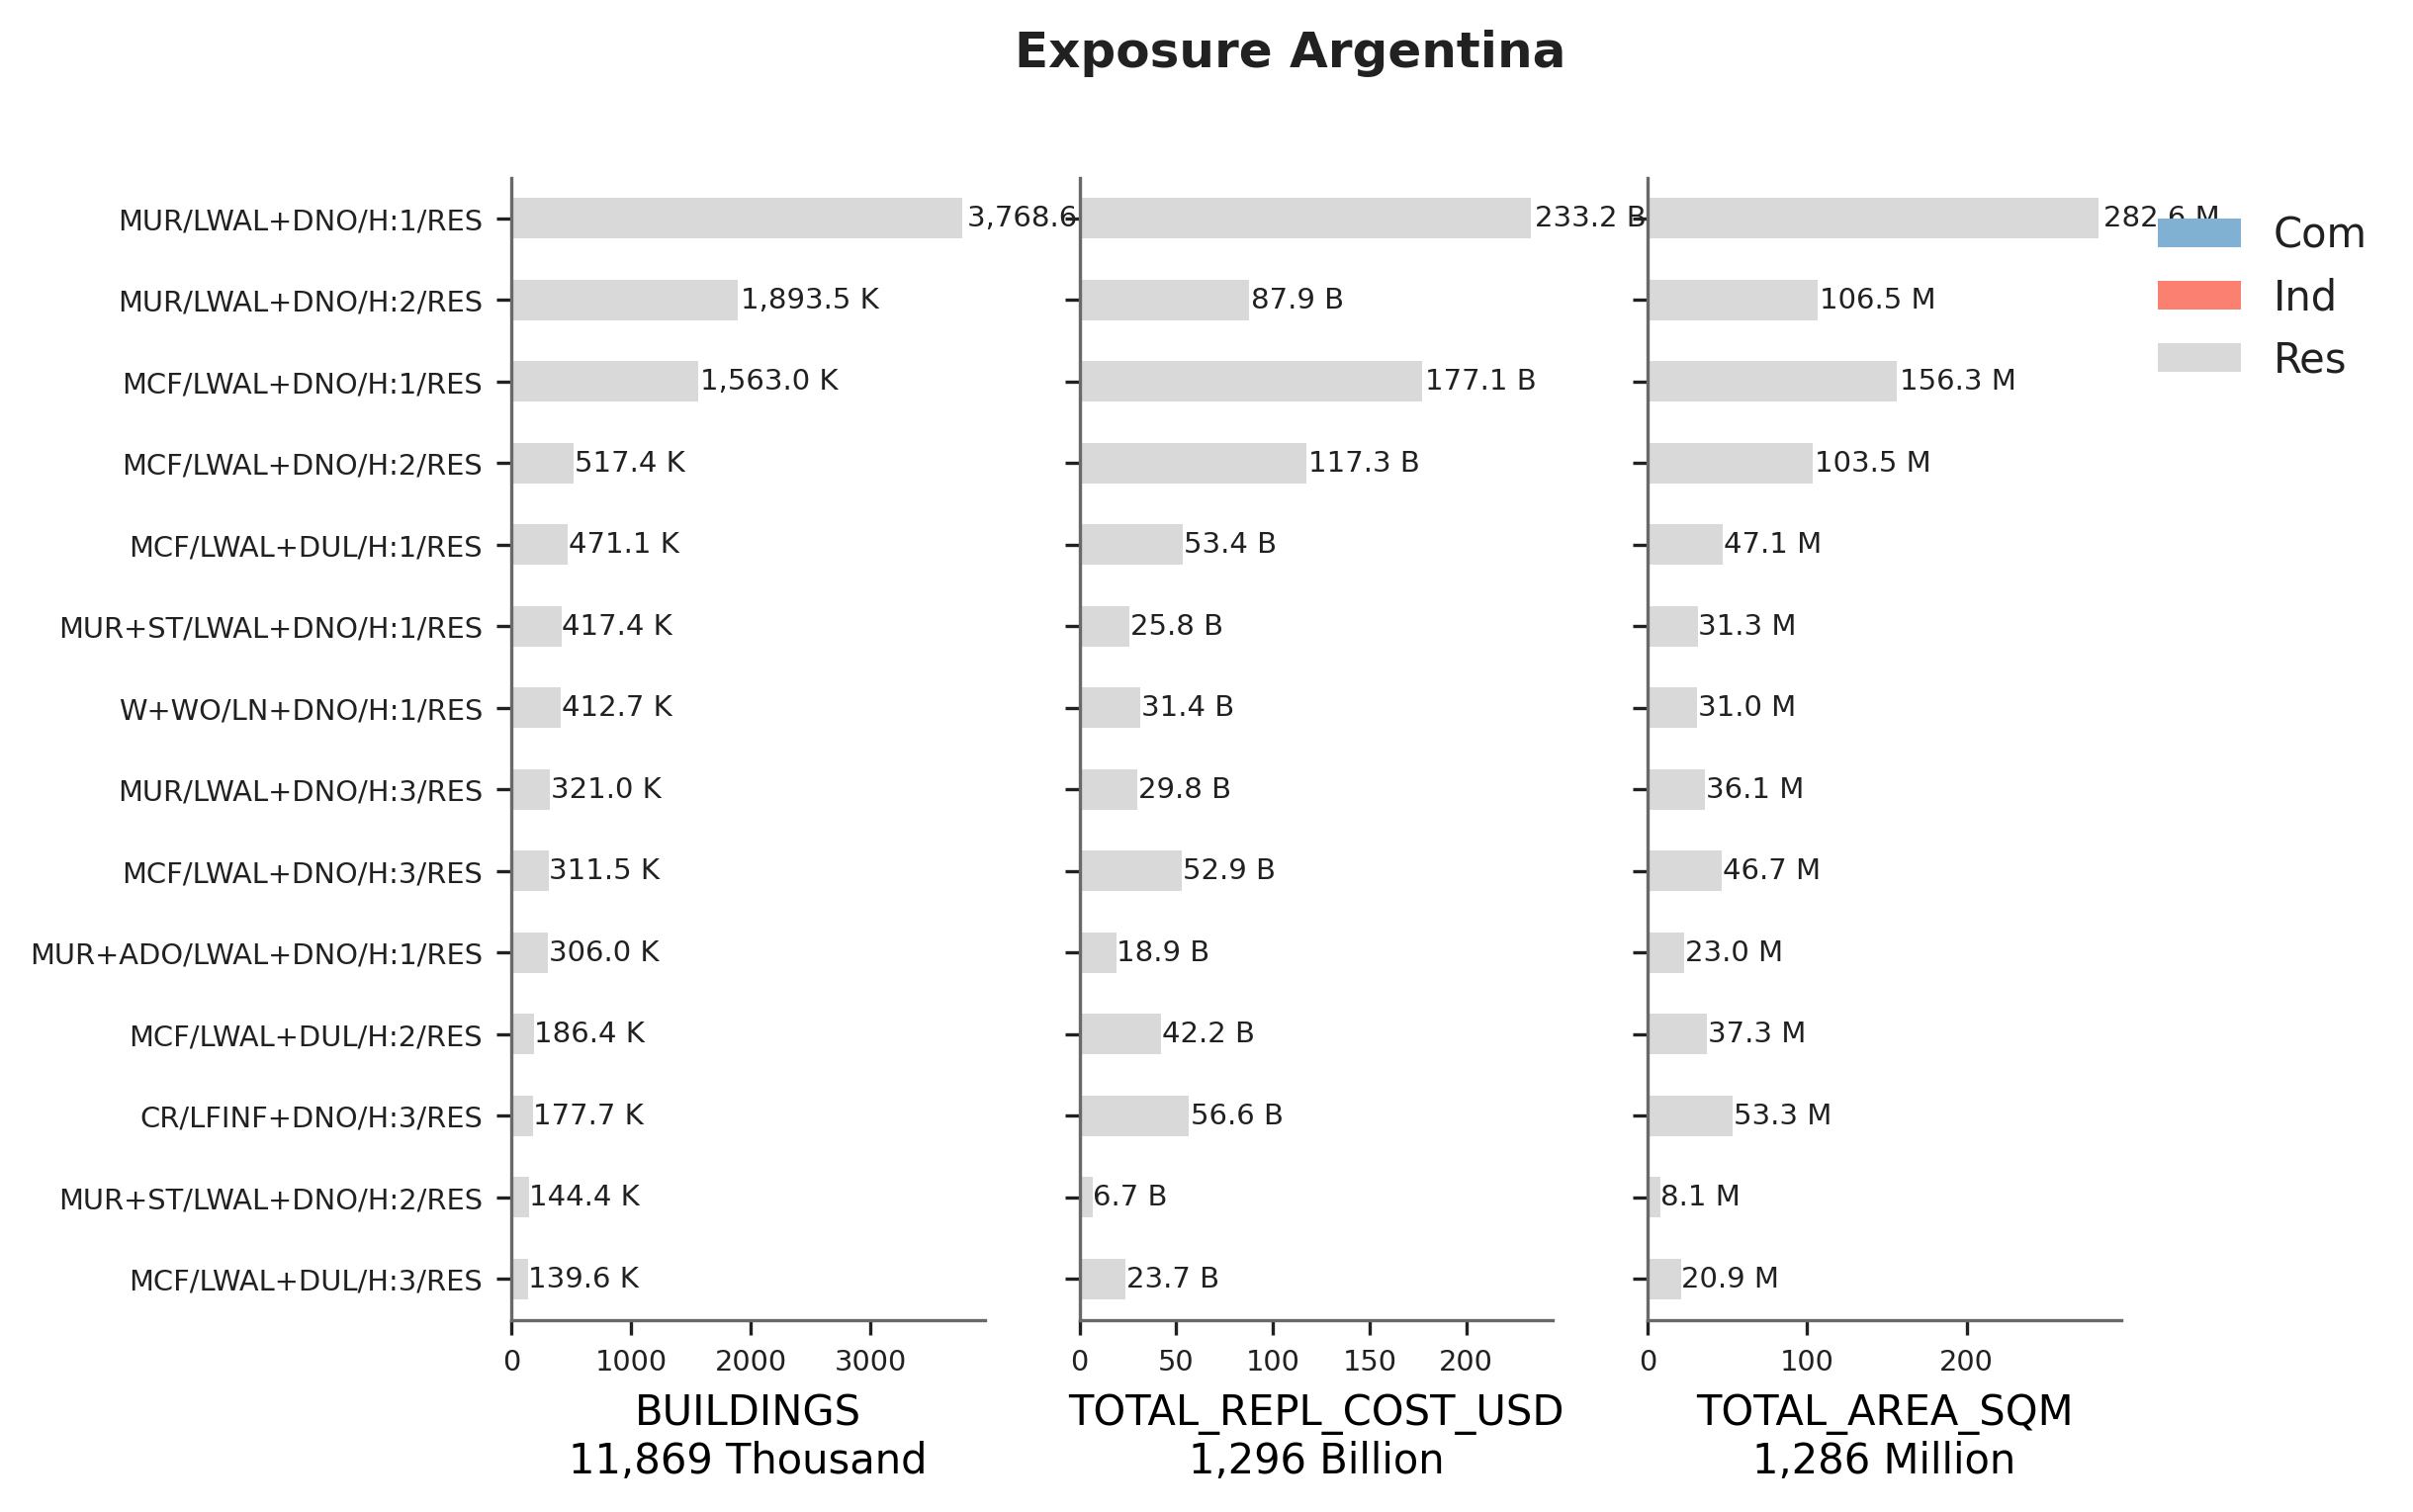 Exposure Argentina
MUR/LWAL+DNO/H:1/RES 3,768.6 233.2 B 282.6 M
MUR/LWAL+DNO/H:2/RES 1,893.5 K 87.9 B 106.5 M
MCF/LWAL+DNO/H:1/RES 1,563.0 K 177.1 B 156.3 M
MCF/LWAL+DNO/H:2/RES 517.4 K 117.3 B 103.5 M
MCF/LWAL+DUL/H:1/RES 471.1 K 53.4 B 47.1 M
MUR+ST/LWAL+DNO/H:1/RES 417.4 K 25.8 B 31.3 M
W+WO/LN+DNO/H:1/RES 412.7 K 31.4 B 31.0 M
MUR/LWAL+DNO/H:3/RES 321.0 K 29.8 B 36.1 M
MCF/LWAL+DNO/H:3/RES 311.5 K 52.9 B 46.7 M
MUR+ADO/LWAL+DNO/H:1/RES 306.0 K 18.9 B 23.0 M
MCF/LWAL+DUL/H:2/RES 186.4 K 42.2 B 37.3 M
CR/LFINF+DNO/H:3/RES 177.7 K 56.6 B 53.3 M
MUR+ST/LWAL+DNO/H:2/RES 144.4 K 6.7 B 8.1 M
MCF/LWAL+DUL/H:3/RES 139.6 K 23.7 B 20.9 M
Com
Ind
Res
0 1000 2000 3000 0 50 100 150 200 0 100 200
BUILDINGS TOTAL_REPL_COST_USD TOTAL_AREA_SQM
11,869 Thousand 1,296 Billion 1,286 Million